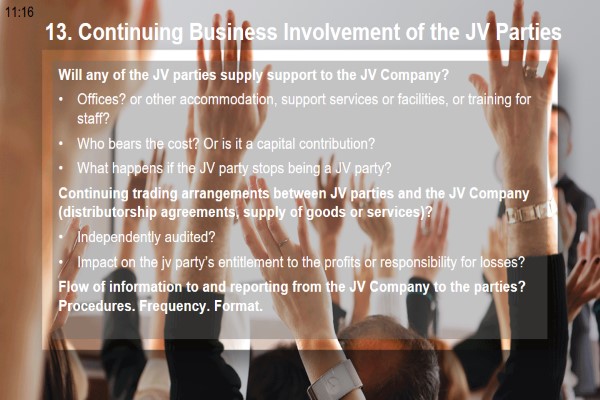 11:16
13. Continuing Business Involvement of the JV Parties
Will any of the JV parties supply support to the JV Company?
• Offices? or other accommodation, support services or facilities, or training for
staff?
• Who bears the cost? Or is it a capital contribution?
• What happens if the JV party stops being a JV party?
Continuing trading arrangements between JV parties and the JV Company
(distributorship agreements, supply of goods or services)?
• Independently audited?
• Impact on the jv party's entitlement to the profits or responsibility for losses?
Flow of information to and reporting from the JV Company to the parties?
Procedures. Frequency. Format.